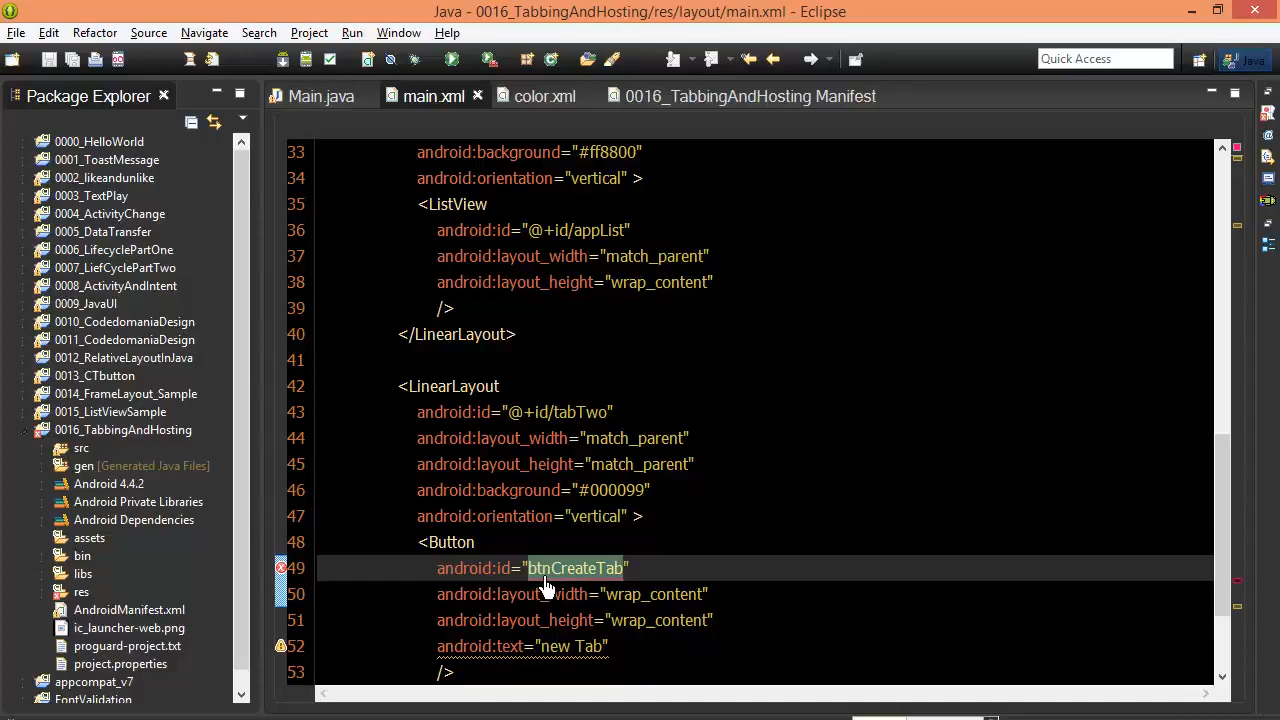 Java - 0016_TabbingAndHosting/res/layout/main.xml - Eclipse
File Edit Refactor Source Navigate Search Project Run Window Help
Quick Access
Java
Package Explorer
Main.java main.xml color.xml 0016_TabbingAndHosting Manifest
0000_HelloWorld
0001_ToastMessage
0002_likeandunlike
0003_TextPlay
0004_ActivityChange
0005_DataTransfer
0006_LifecyclePartOne
0007_LiefCyclePartTwo
0008_ActivityAndIntent
0009_JavaUI
0010_CodedomaniaDesign
0011_CodedomaniaDesign
0012_RelativeLayoutInJava
0013_CTbutton
0014_FrameLayout_Sample
0015_ListViewSample
0016_TabbingAndHosting
src
gen [Generated Java Files]
Android 4.4.2
Android Private Libraries
Android Dependencies
assets
bin
libs
res
AndroidManifest.xml
ic_launcher-web.png
proguard-project.txt
project.properties
appcompat_v7
FontValidation
33 android:background="#ff8800"
34 android:orientation="vertical" >
35 <ListView
36 android:id="@+id/appList"
37 android:layout_width="match_parent"
38 android:layout_height="wrap_content"
39 />
40 </LinearLayout>
41
42 <LinearLayout
43 android:id="@+id/tabTwo"
44 android:layout_width="match_parent"
45 android:layout_height="match_parent"
46 android:background="#000099"
47 android:orientation="vertical" >
48 <Button
49 android:id="btnCreateTab"
50 android:layout_width="wrap_content"
51 android:layout_height="wrap_content"
52 android:text="new Tab"
53 />